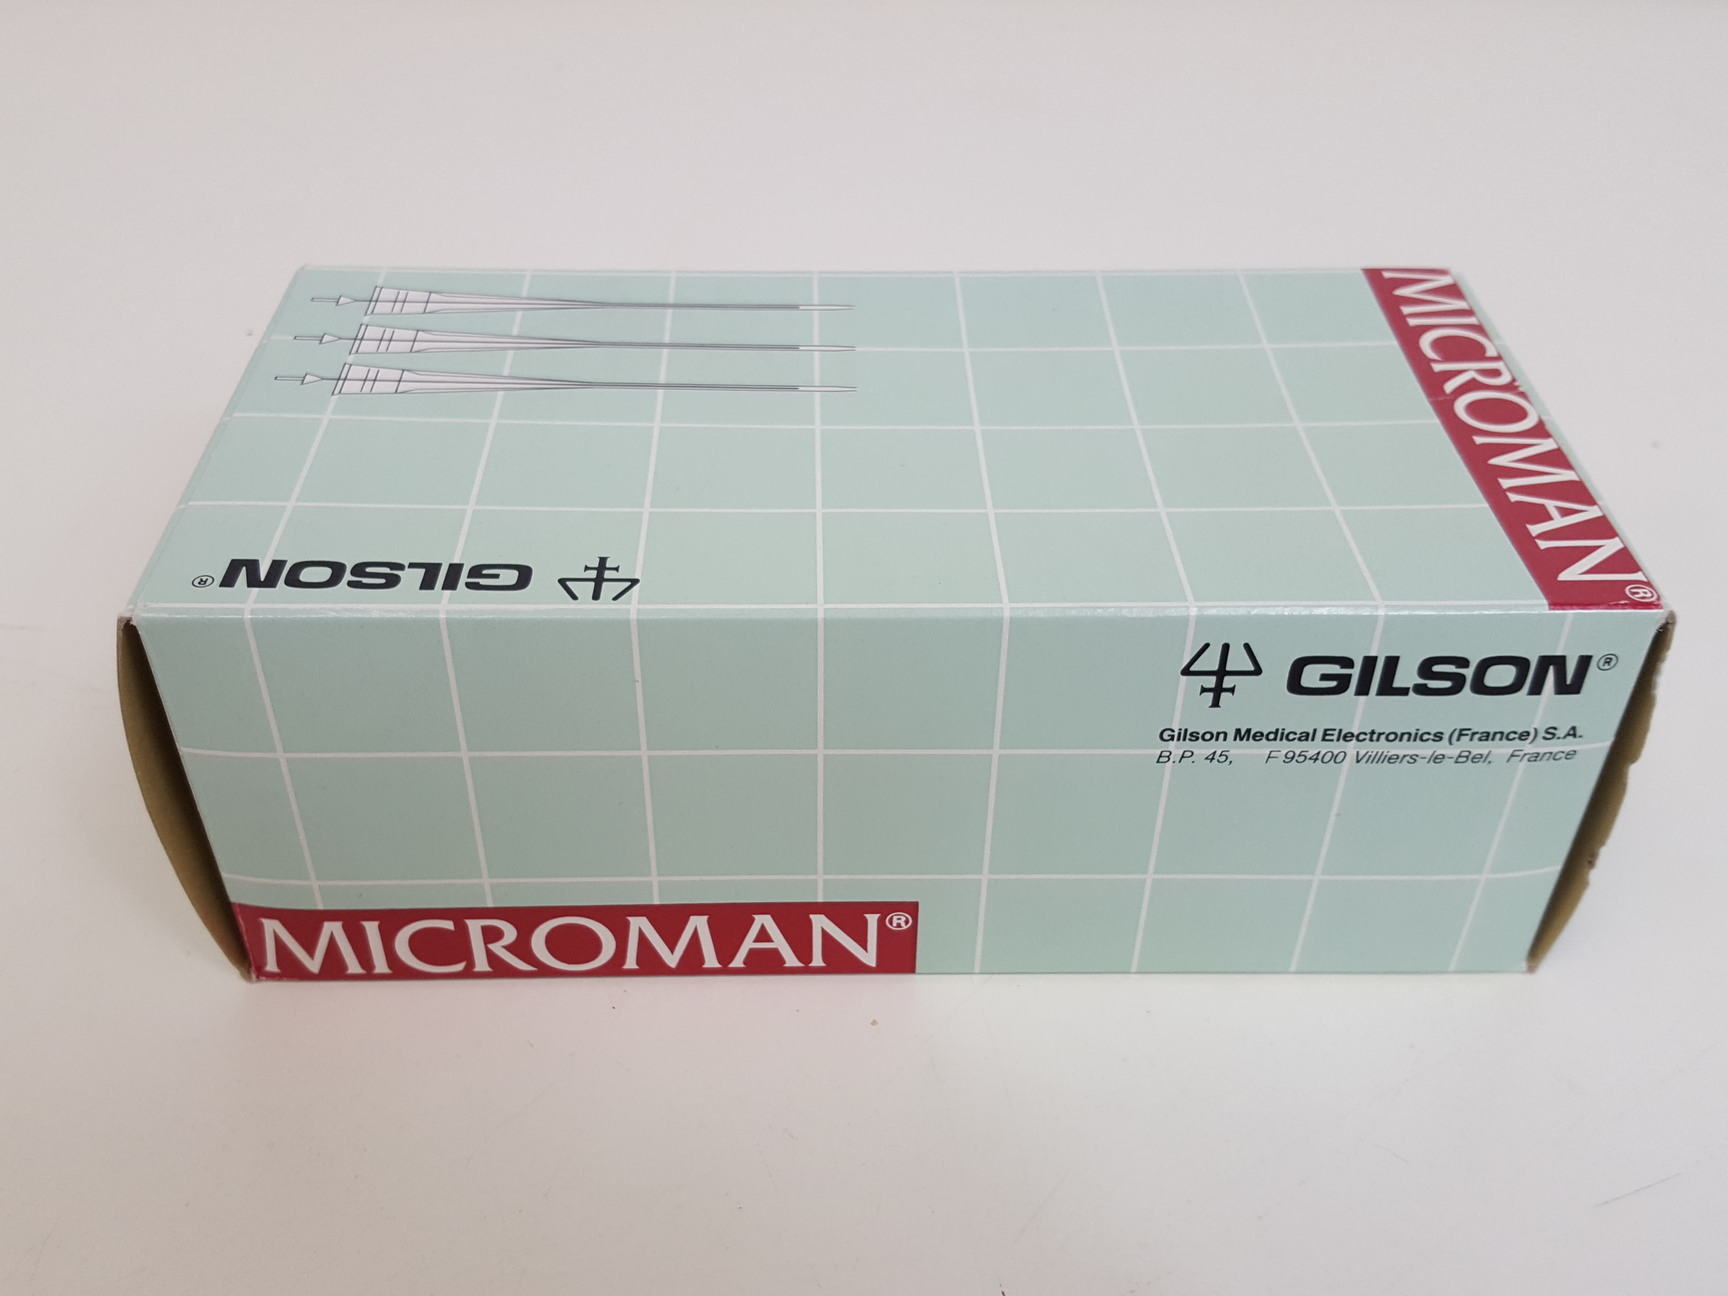 MICROMAN®
GILSON®
GILSON®
Gilson Medical Electronics (France) S.A.
B.P. 45, F 95400 Villiers-le-Bel, France
MICROMAN®